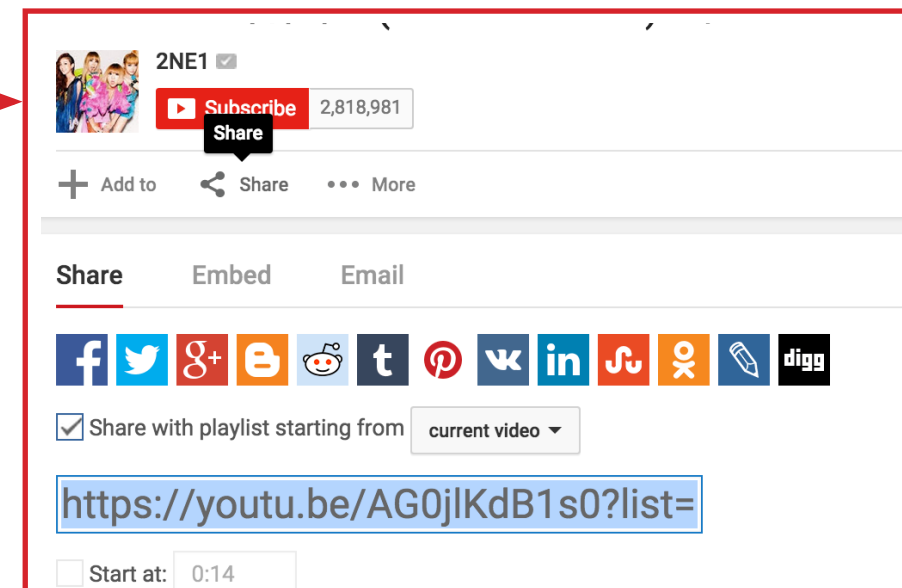 2NE1
Subscribe 2,818,981
Share
Add to Share More
Share Embed Email
digg
Share with playlist starting from current video
https://youtu.be/AG0jlKdB1s0?list=
Start at: 0:14